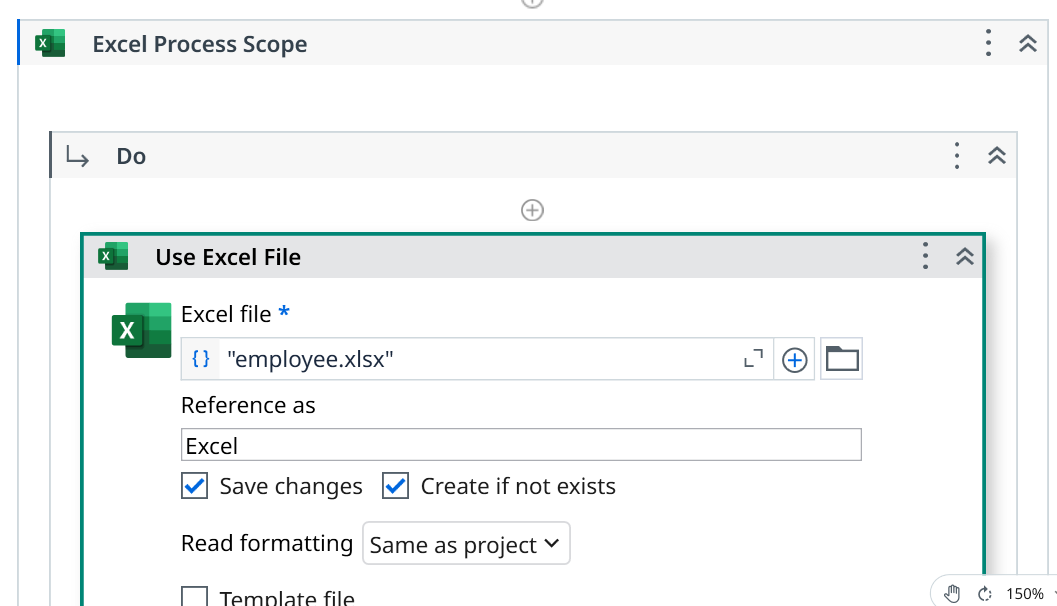 Excel Process Scope
Do
Use Excel File
Excel file *
{ } "employee.xlsx"
Reference as
Excel
Save changes Create if not exists
Read formatting Same as project
Template file
150%